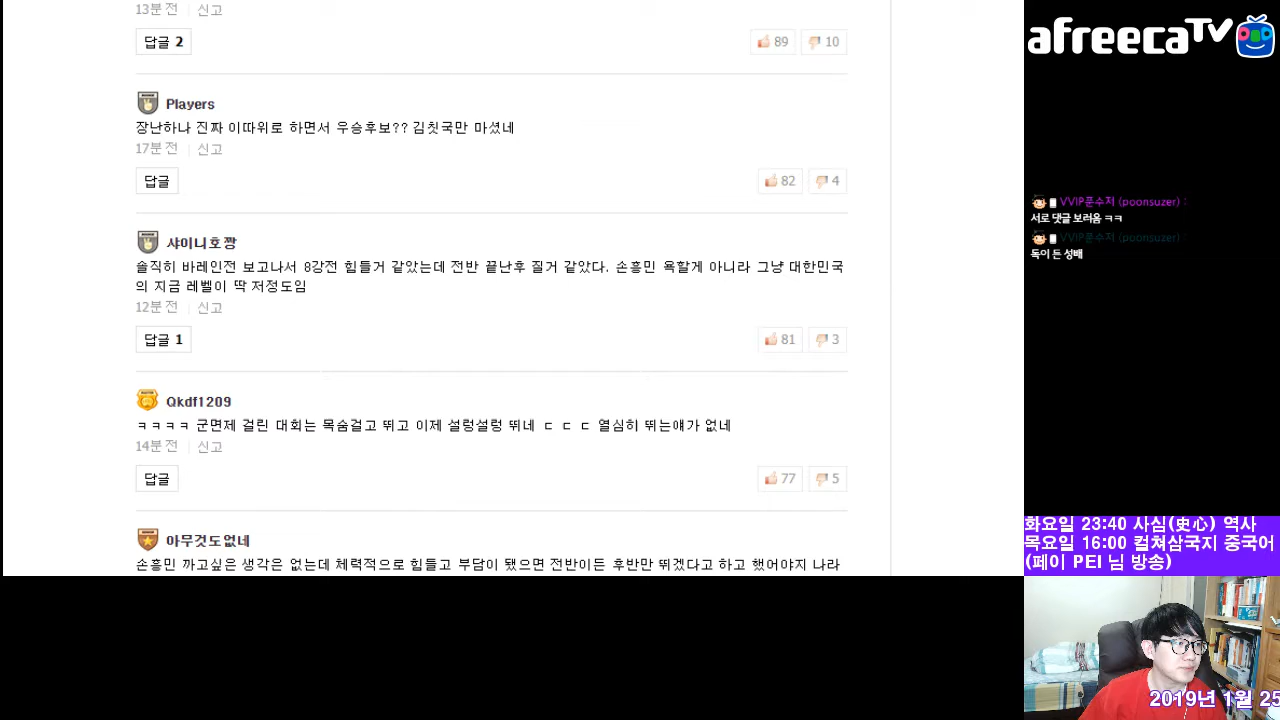 13분 전 신고
답글 2
89 10
Players
장난하나 진짜 이따위로 하면서 우승후보?? 김칫국만 마셨네
17분 전 신고
답글
82 4
샤이니호짱
솔직히 바레인전 보고나서 8강전 힘들거 같았는데 전반 끝난후 질거 같았다. 손흥민 욕할게 아니라 그냥 대한민국
의 지금 레벨이 딱 저정도임
12분 전 신고
답글 1
81 3
Qkdf1209
ㅋㅋㅋㅋ 군면제 걸린 대회는 목숨걸고 뛰고 이제 설렁설렁 뛰네 ㄷ ㄷ ㄷ 열심히 뛰는얘가 없네
14분 전 신고
답글
77 5
아무것도없네
손흥민 까고싶은 생각은 없는데 체력적으로 힘들고 부담이 됐으면 전반이든 후반만 뛰겠다고 하고 했어야지 나라
afreecaTV
VVIP푼수저 (poonsuzer) :
서로 댓글 보러옴 ㅋㅋ
VVIP푼수저 (poonsuzer) :
독이 든 성배
화요일 23:40 사심(史心) 역사
목요일 16:00 컬쳐삼국지 중국어
(페이 PEI 님 방송)
2019년 1월 25